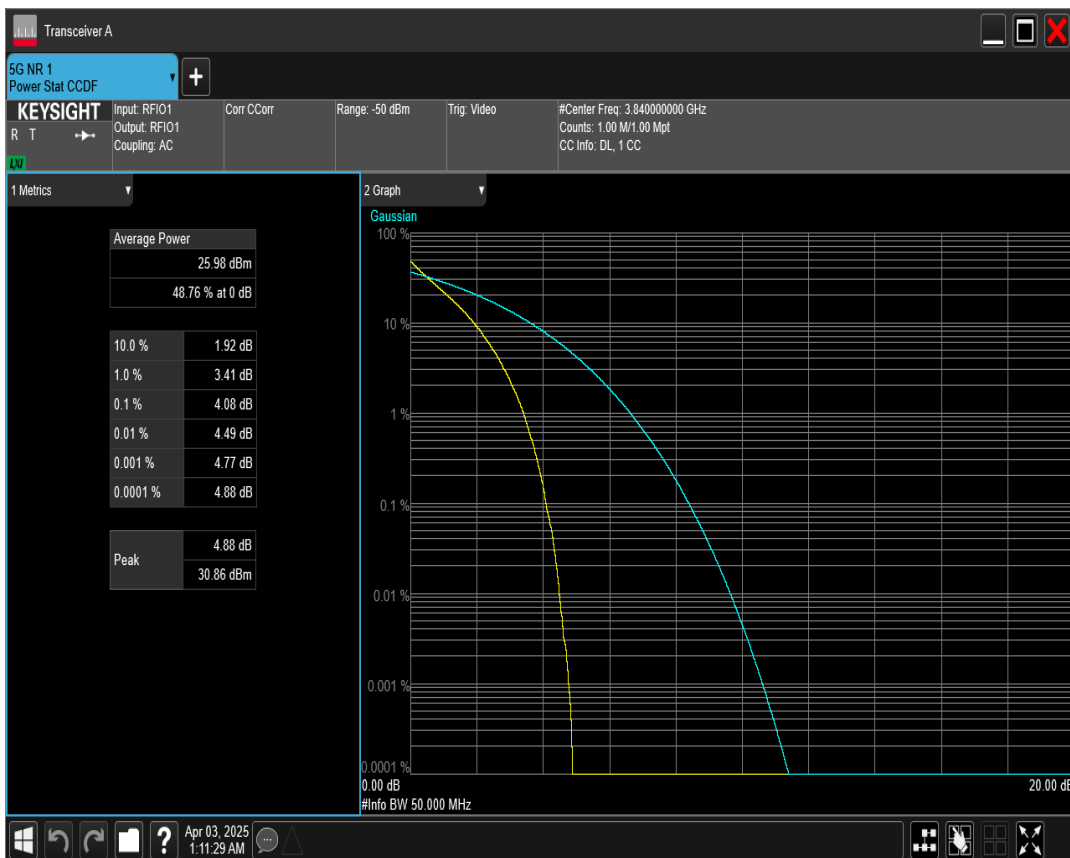 Transceiver A
5G NR 1
Power Stat CCDF
+
KEYSIGHT
R T
LXI
Input: RFIO1
Output: RFIO1
Coupling: AC
Corr CCorr
Range: -50 dBm
Trig: Video
#Center Freq: 3.840000000 GHz
Counts: 1.00 M/1.00 Mpt
CC Info: DL, 1 CC
1 Metrics
Average Power
25.98 dBm
48.76 % at 0 dB
10.0 % 1.92 dB
1.0 % 3.41 dB
0.1 % 4.08 dB
0.01 % 4.49 dB
0.001 % 4.77 dB
0.0001 % 4.88 dB
Peak 4.88 dB
30.86 dBm
2 Graph
Gaussian
100 %
10 %
1 %
0.1 %
0.01 %
0.001 %
0.0001 %
0.00 dB 20.00 dB
#Info BW 50.000 MHz
?
Apr 03, 2025
1:11:29 AM